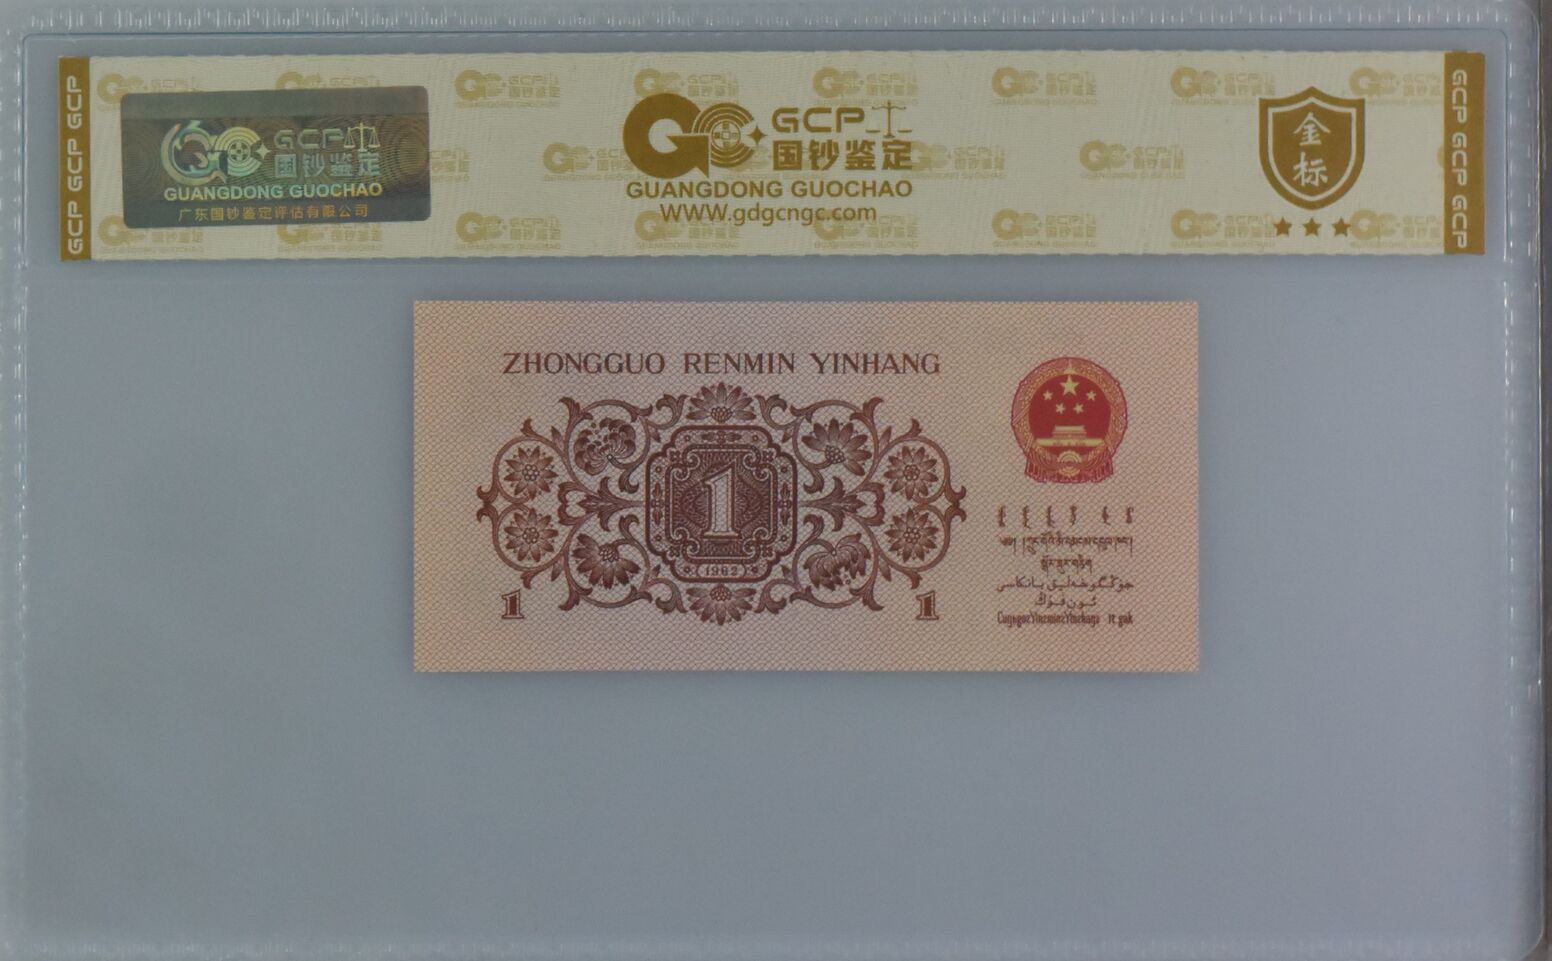 GCP GCP GCP
GCP
国钞鉴定
GUANGDONG GUOCHAO
广东国钞鉴定评估有限公司
GCP
国钞鉴定
GUANGDONG GUOCHAO
WWW.gdgcngc.com
金
标
GCP GCP GCP
ZHONGGUO RENMIN YINHANG
1
(1962)
1
1